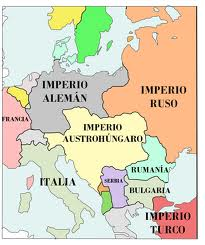 IMPERIO
ALEMÁN
IMPERIO
RUSO
FRANCIA
IMPERIO
AUSTROHÚNGARO
ITALIA
RUMANÍA
SERBIA
BULGARIA
IMPERIO
TURCO